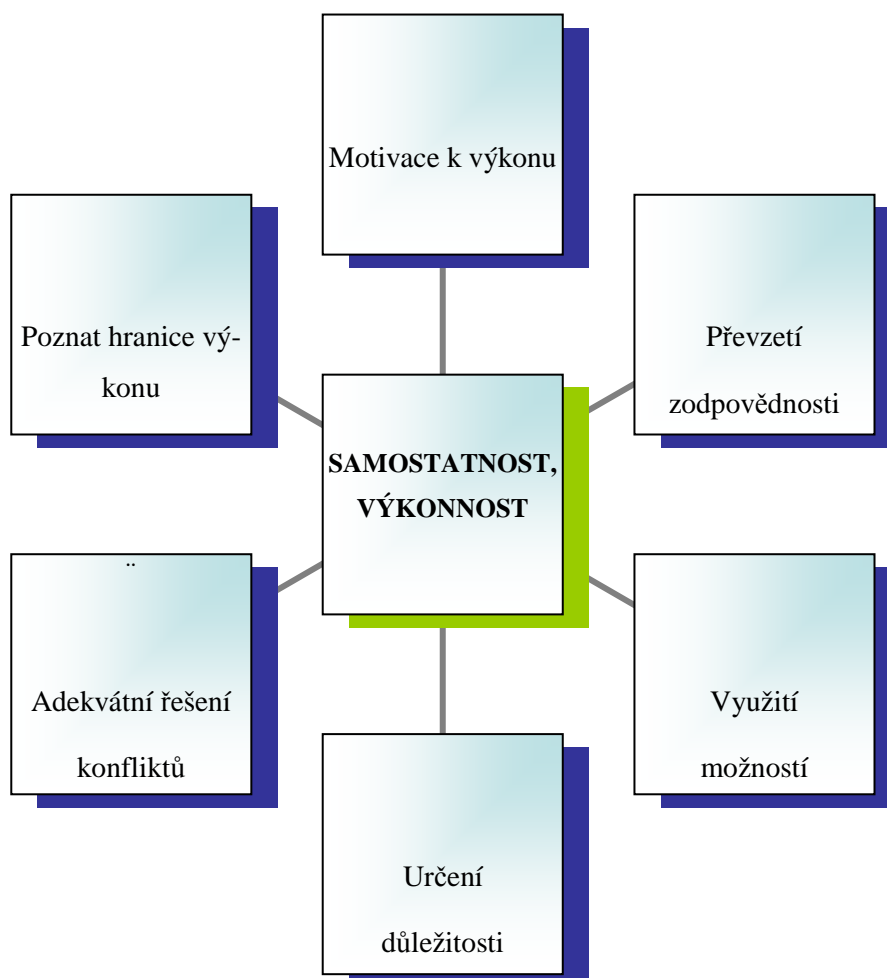 Motivace k výkonu
Poznat hranice vý-
konu
Převzetí
zodpovědnosti
SAMOSTATNOST,
VÝKONNOST
¨
Adekvátní řešení
konfliktů
Využití
možností
Určení
důležitosti